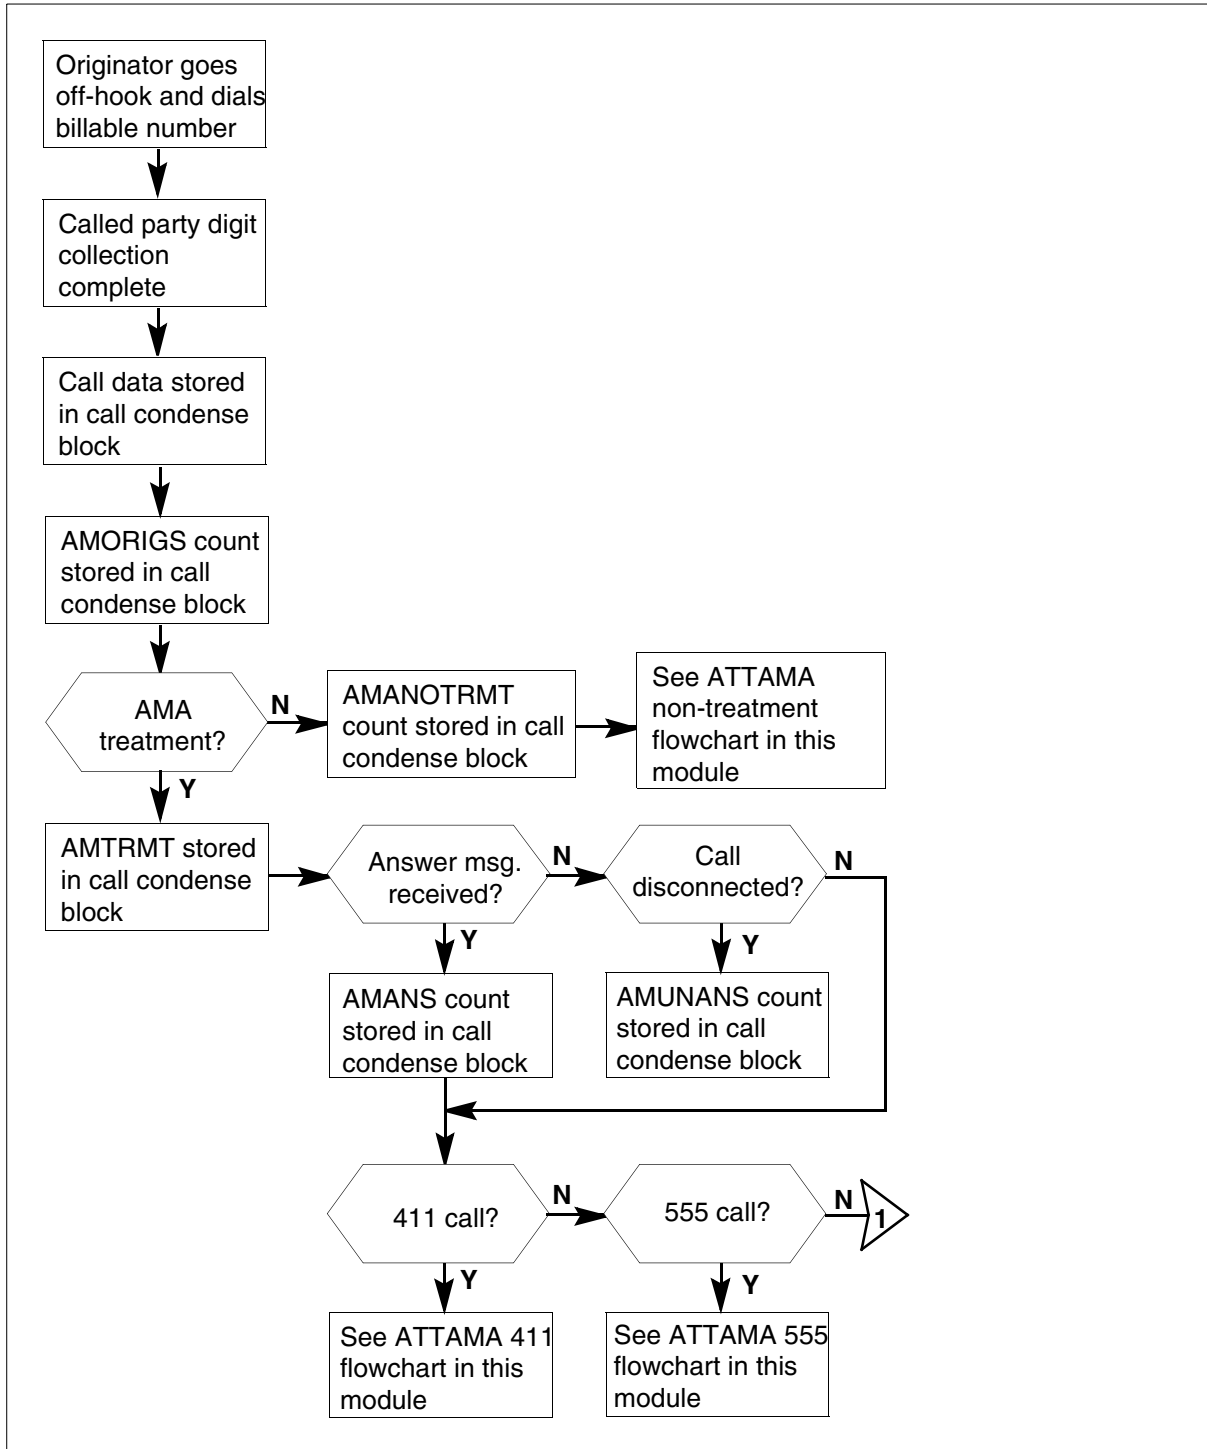 Originator goes
off-hook and dials
billable number
Called party digit
collection
complete
Call data stored
in call condense
block
AMORIGS count
stored in call
condense block
AMA
treatment?
N
AMANOTRMT
count stored in call
condense block
See ATTAMA
non-treatment
flowchart in this
module
Y
AMTRMT stored
in call condense
block
Answer msg.
received?
N
Call
disconnected?
N
Y
AMANS count
stored in call
condense block
Y
AMUNANS count
stored in call
condense block
411 call?
N
555 call?
N
1
Y
See ATTAMA 411
flowchart in this
module
Y
See ATTAMA 555
flowchart in this
module